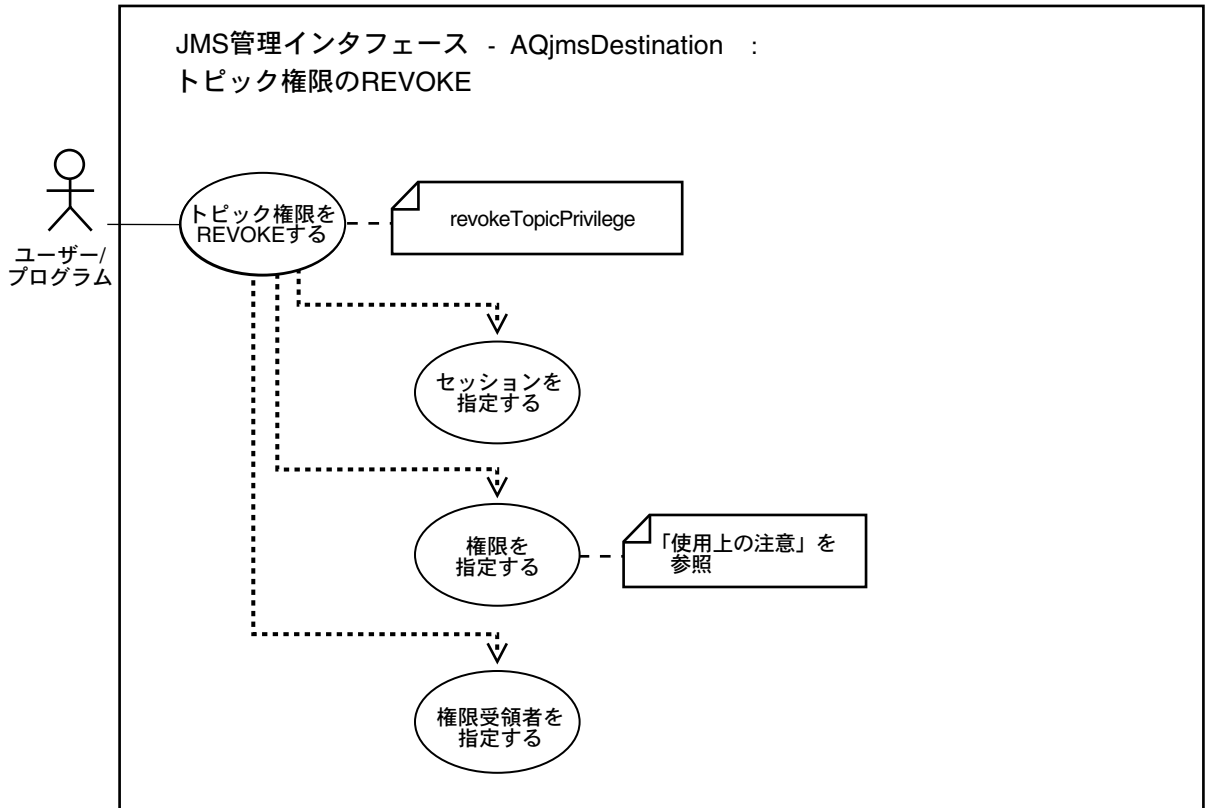 JMS管理インタフェース - AQjmsDestination :
トピック権限のREVOKE
ユーザー/
プログラム
トピック権限を
REVOKEする
revokeTopicPrivilege
セッションを
指定する
権限を
指定する
「使用上の注意」を
参照
権限受領者を
指定する